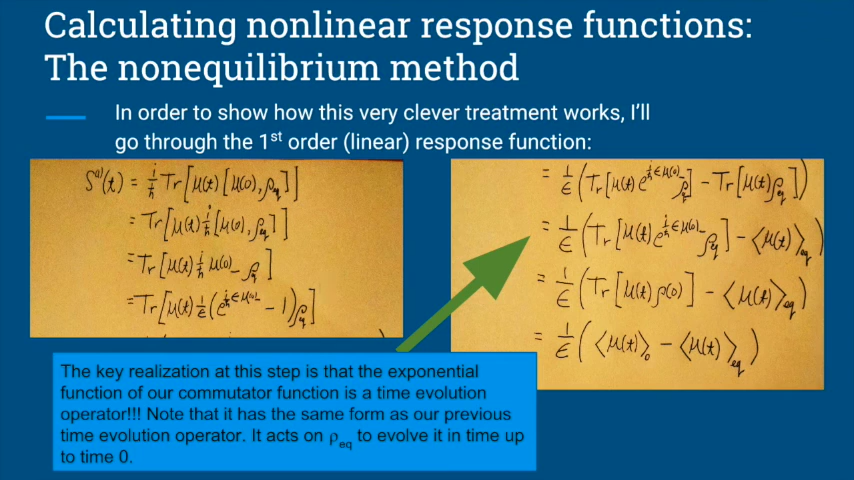 Calculating nonlinear response functions:
The nonequilibrium method
In order to show how this very clever treatment works, I'll
go through the 1st order (linear) response function:
S⁽¹⁾(t) = i/ħ Tr[μ(t)[μ(0), ρeq]]
= Tr[μ(t) i/ħ [μ(0), ρeq]]
= Tr[μ(t) i/ħ μ(0)₋ ρeq]
= Tr[μ(t) 1/ϵ (e^{i/ħ ϵ μ(0)₋} − 1) ρeq]
= 1/ϵ (Tr[μ(t) e^{i/ħ ϵ μ(0)₋} ρeq] − Tr[μ(t) ρeq])
= 1/ϵ (Tr[μ(t) e^{i/ħ ϵ μ(0)₋} ρeq] − ⟨μ(t)⟩eq)
= 1/ϵ (Tr[μ(t) ρ(0)] − ⟨μ(t)⟩eq)
= 1/ϵ (⟨μ(t)⟩₀ − ⟨μ(t)⟩eq)
The key realization at this step is that the exponential
function of our commutator function is a time evolution
operator!!! Note that it has the same form as our previous
time evolution operator. It acts on ρeq to evolve it in time up
to time 0.